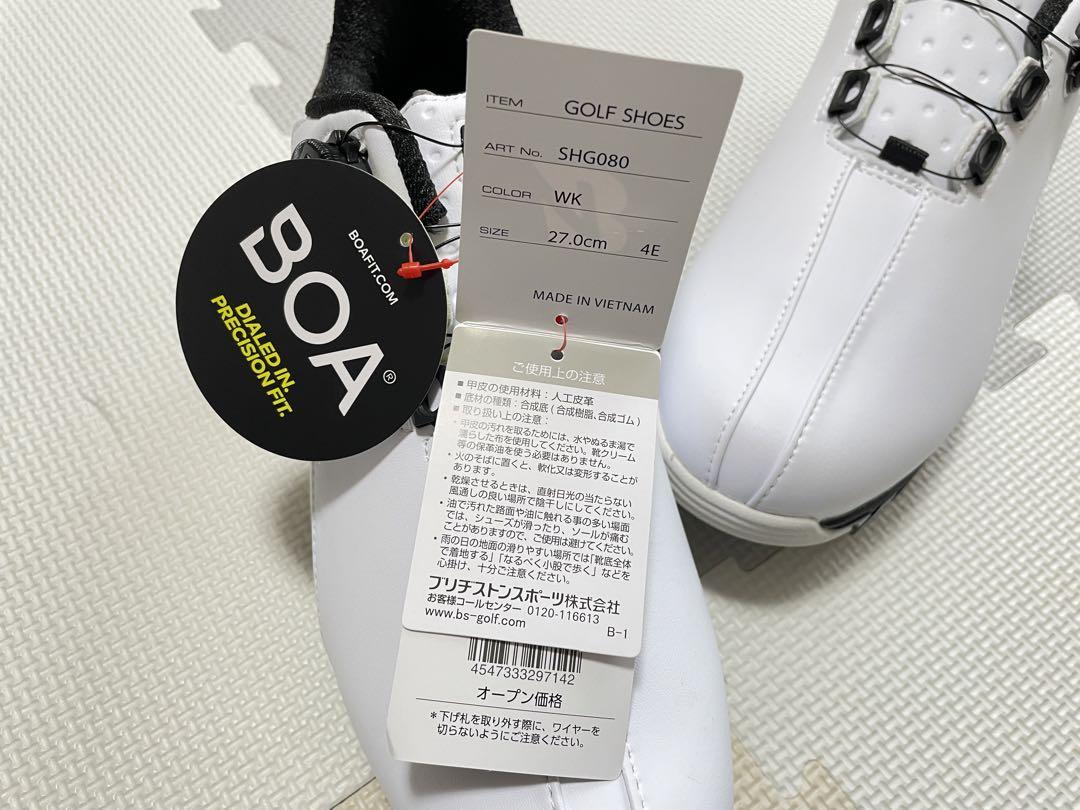 ITEM GOLF SHOES
ART No. SHG080
COLOR WK
SIZE 27.0cm 4E
MADE IN VIETNAM
BOAFIT.COM
BOA®
DIALED IN.
PRECISION FIT.
ご使用上の注意
■ 甲皮の使用材料：人工皮革
■ 底材の種類：合成底(合成樹脂、合成ゴム)
■ 取り扱い上の注意：
・甲皮の汚れを取るためには、水やぬるま湯で
濡らした布を使用してください。靴クリーム
等の保革油を使う必要はありません。
・火のそばに置くと、軟化又は変形することが
あります。
・乾燥させるときは、直射日光の当たらない
風通しの良い場所で陰干しにしてください。
・油で汚れた路面や油に触れる事の多い場面
では、シューズが滑ったり、ソールが痛む
ことがありますので、ご使用は避けてください。
・雨の日の地面の滑りやすい場所では「靴底全体
で着地する」「なるべく小股で歩く」などを
心掛け、十分ご注意ください。
ブリヂストンスポーツ株式会社
お客様コールセンター 0120-116613
www.bs-golf.com
B-1
4547333297142
オープン価格
＊下げ札を取り外す際に、ワイヤーを
切らないようにご注意ください。